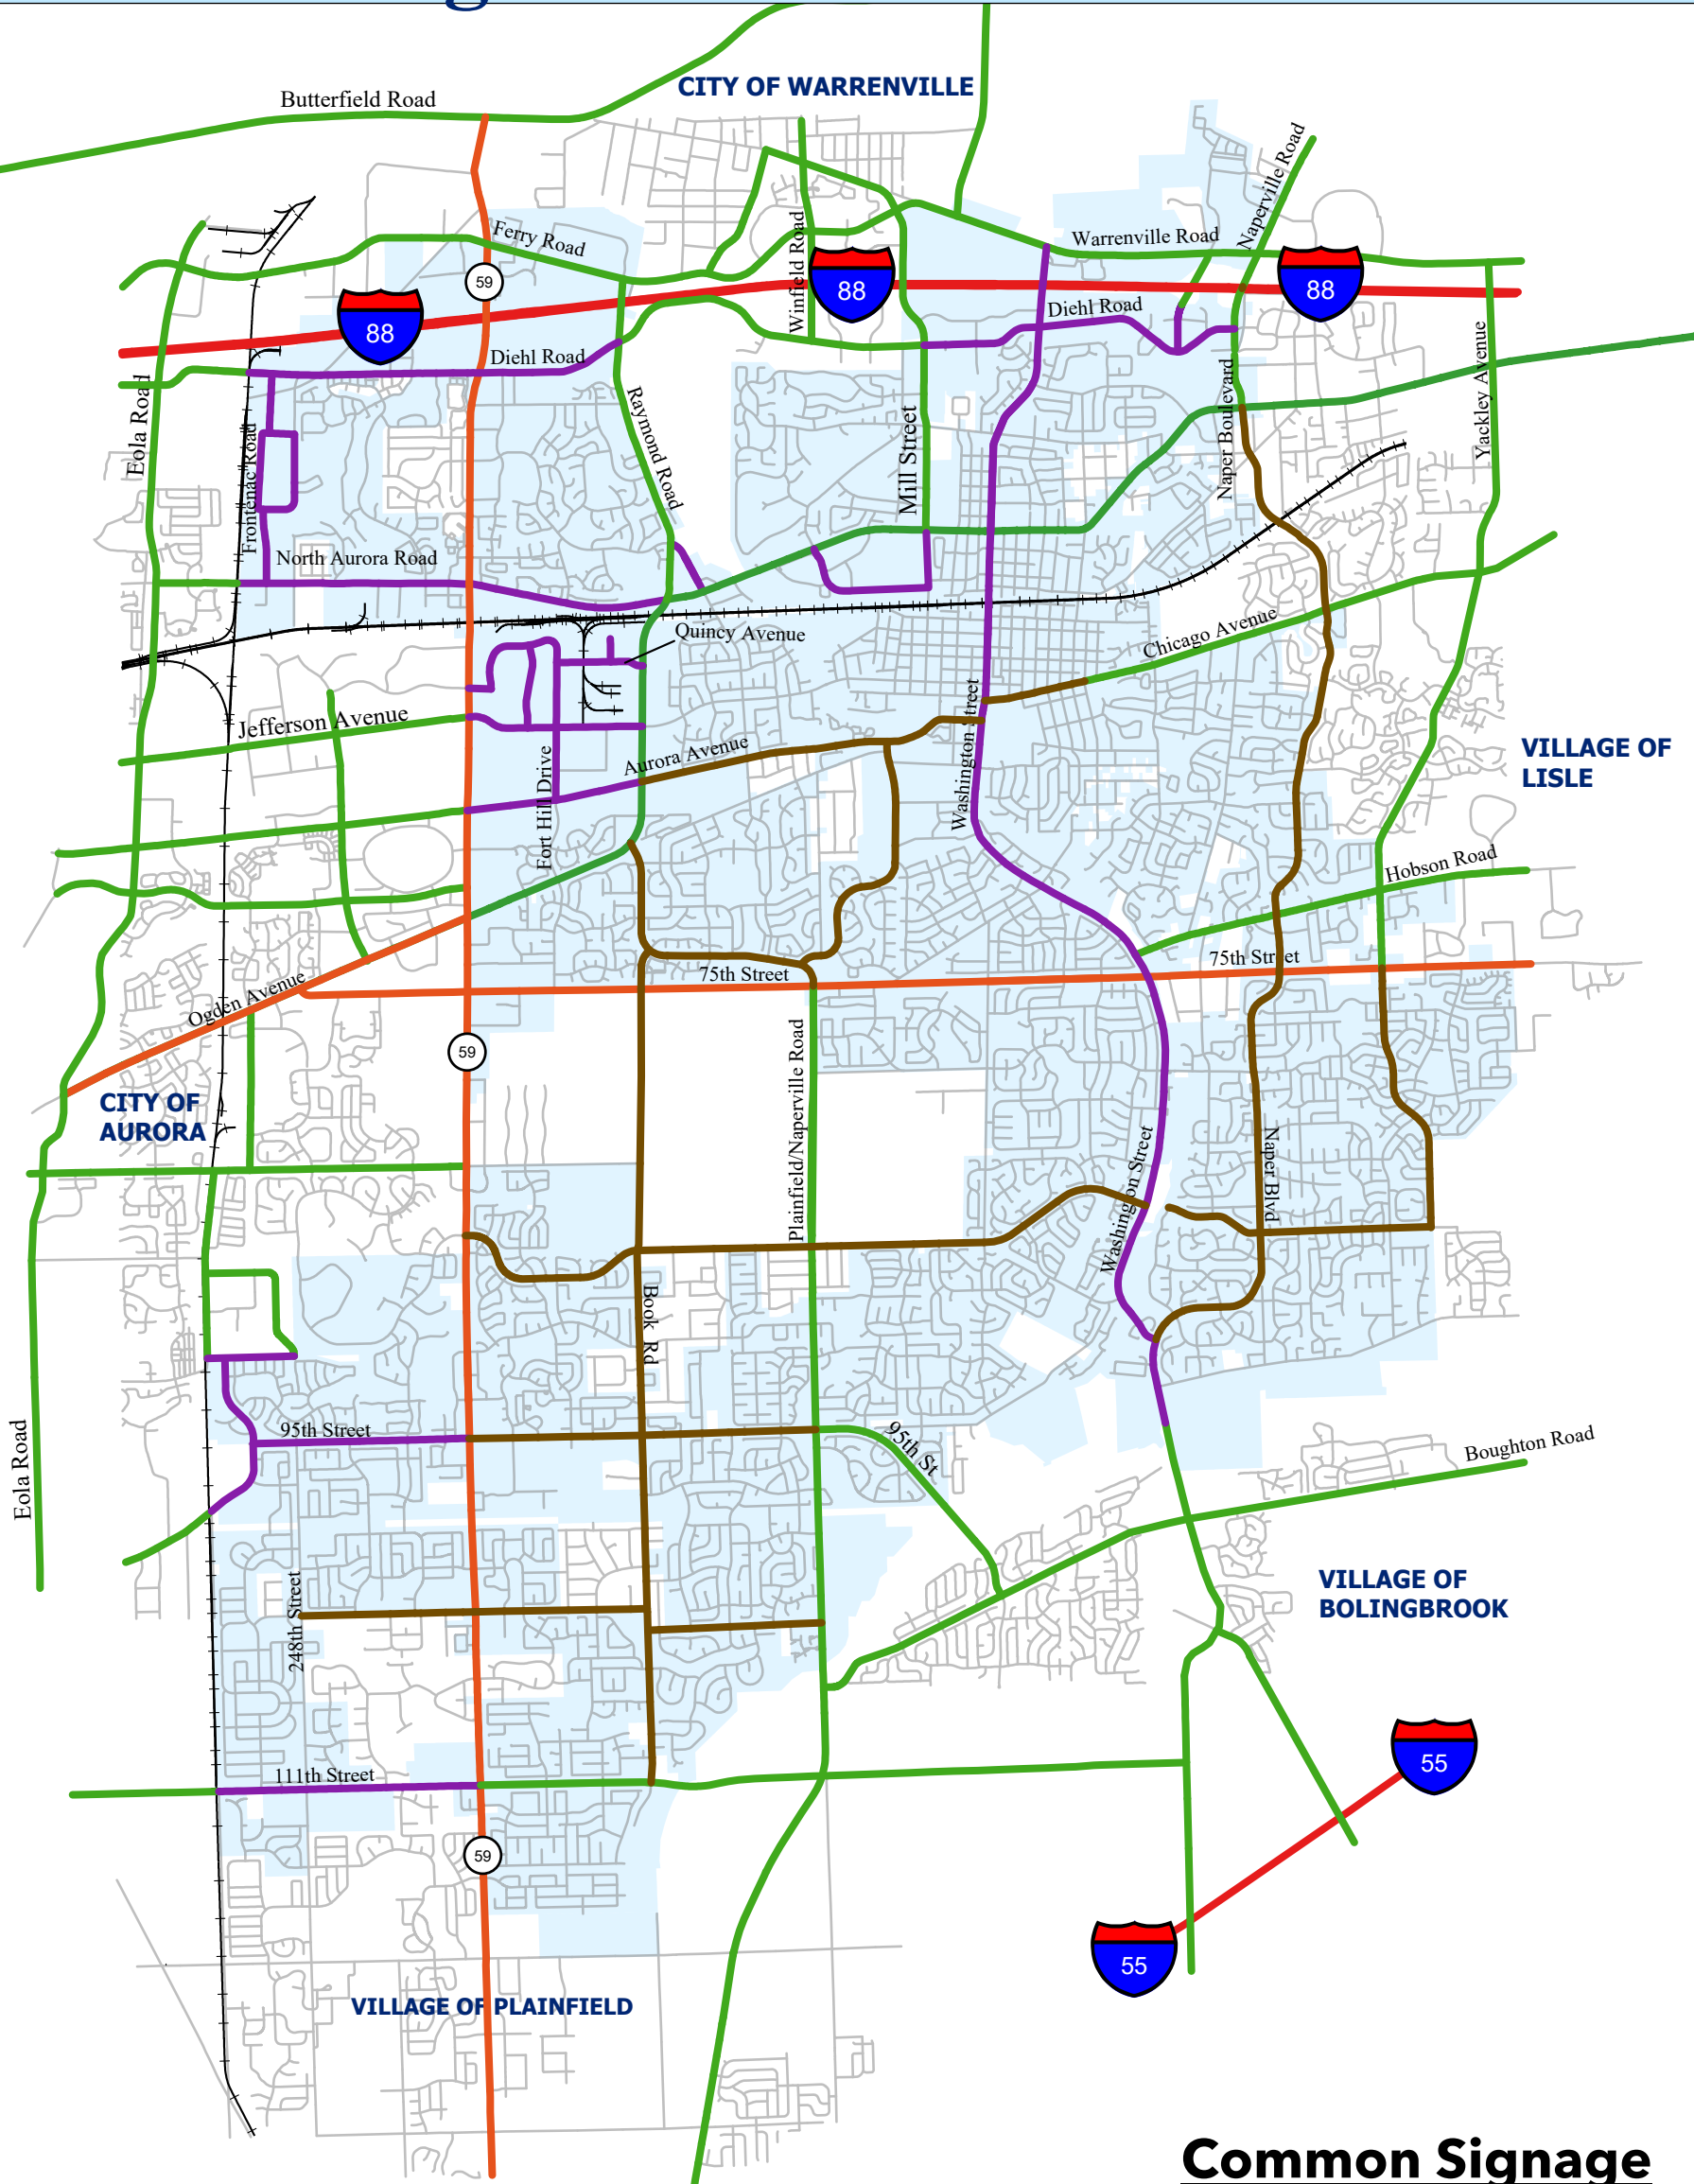 g
CITY OF WARRENVILLE
Butterfield Road
Naperville Road
Ferry Road
Winfield Road
Warrenville Road
59
88
88
88
Diehl Road
Diehl Road
Eola Road
Frontenac Road
Raymond Road
Mill Street
Naper Boulevard
Yackley Avenue
North Aurora Road
Quincy Avenue
Chicago Avenue
Jefferson Avenue
Aurora Avenue
Fort Hill Drive
Washington Street
VILLAGE OF
LISLE
Hobson Road
75th Street
75th Street
Ogden Avenue
59
Plainfield/Naperville Road
CITY OF
AURORA
Washington Street
Naper Blvd
Book Rd
95th Street
95th St
Boughton Road
Eola Road
248th Street
VILLAGE OF
BOLINGBROOK
111th Street
55
59
55
VILLAGE OF PLAINFIELD
Common Signage